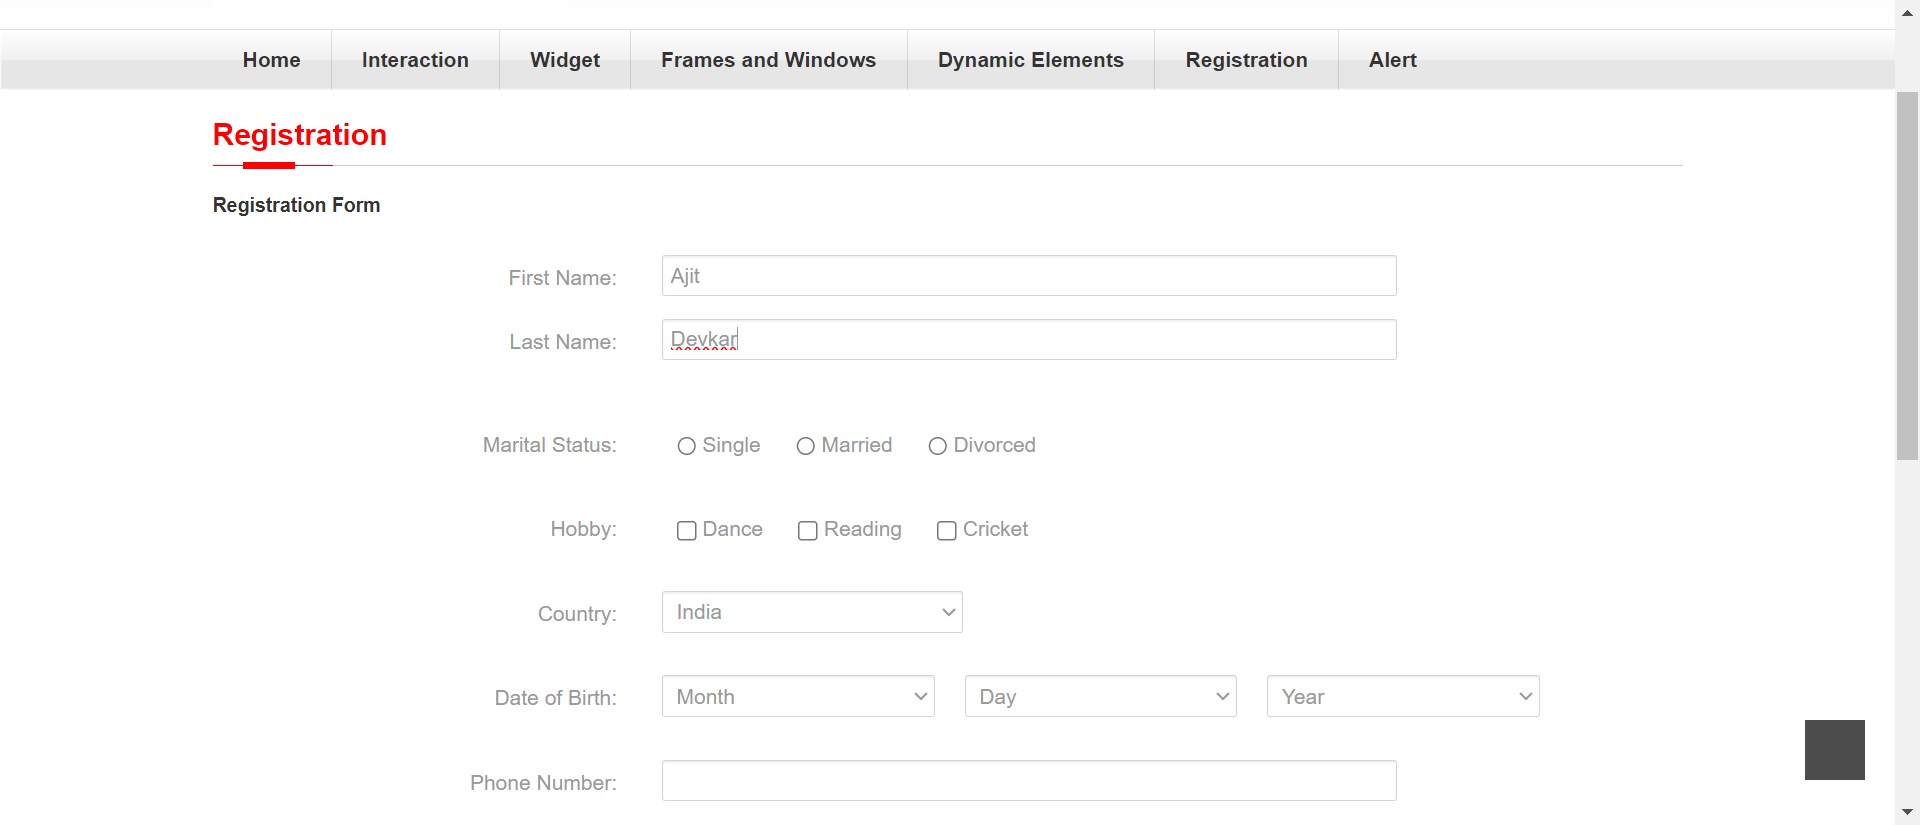 Home Interaction Widget Frames and Windows Dynamic Elements Registration Alert
Registration
Registration Form
First Name: Ajit
Last Name: Devkar
Marital Status: Single Married Divorced
Hobby: Dance Reading Cricket
Country: India
Date of Birth: Month Day Year
Phone Number: